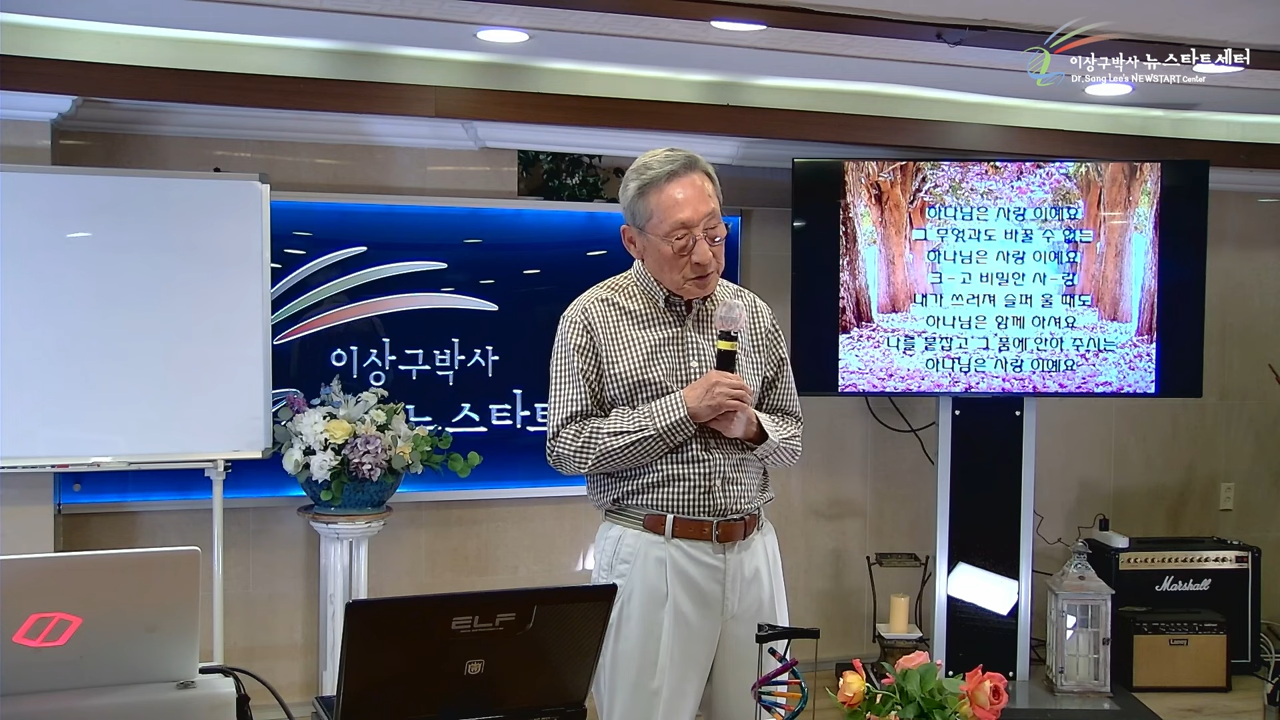 이상구박사 뉴스타트센터
Dr. Sang Lee's NEWSTART Center
하나님은 사랑 이예요
그 무엇과도 바꿀 수 없는
하나님은 사랑 이예요
크-고 비밀한 사-랑
내가 쓰러져 슬퍼 울 때도
하나님은 함께 하셔요
나를 붙잡고 그 품에 안아 주시는
하나님은 사랑 이예요
이상구박사
뉴스타트
ELF
Marshall
Laney